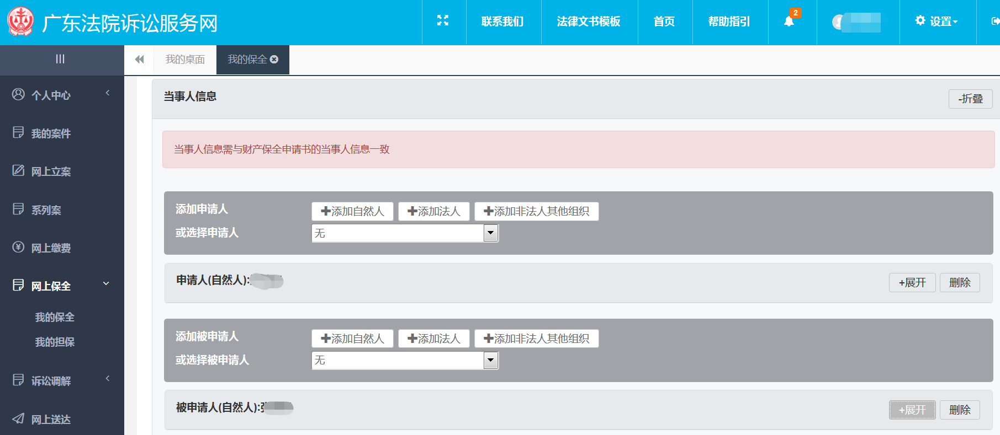 广东法院诉讼服务网
联系我们
法律文书模板
首页
帮助指引
2
设置
我的桌面
我的保全
个人中心
我的案件
网上立案
系列案
网上缴费
网上保全
我的保全
我的担保
诉讼调解
网上送达
当事人信息
-折叠
当事人信息需与财产保全申请书的当事人信息一致
添加申请人
添加自然人
添加法人
添加非法人其他组织
或选择申请人
无
申请人(自然人):
+展开
删除
添加被申请人
添加自然人
添加法人
添加非法人其他组织
或选择被申请人
无
被申请人(自然人):
+展开
删除